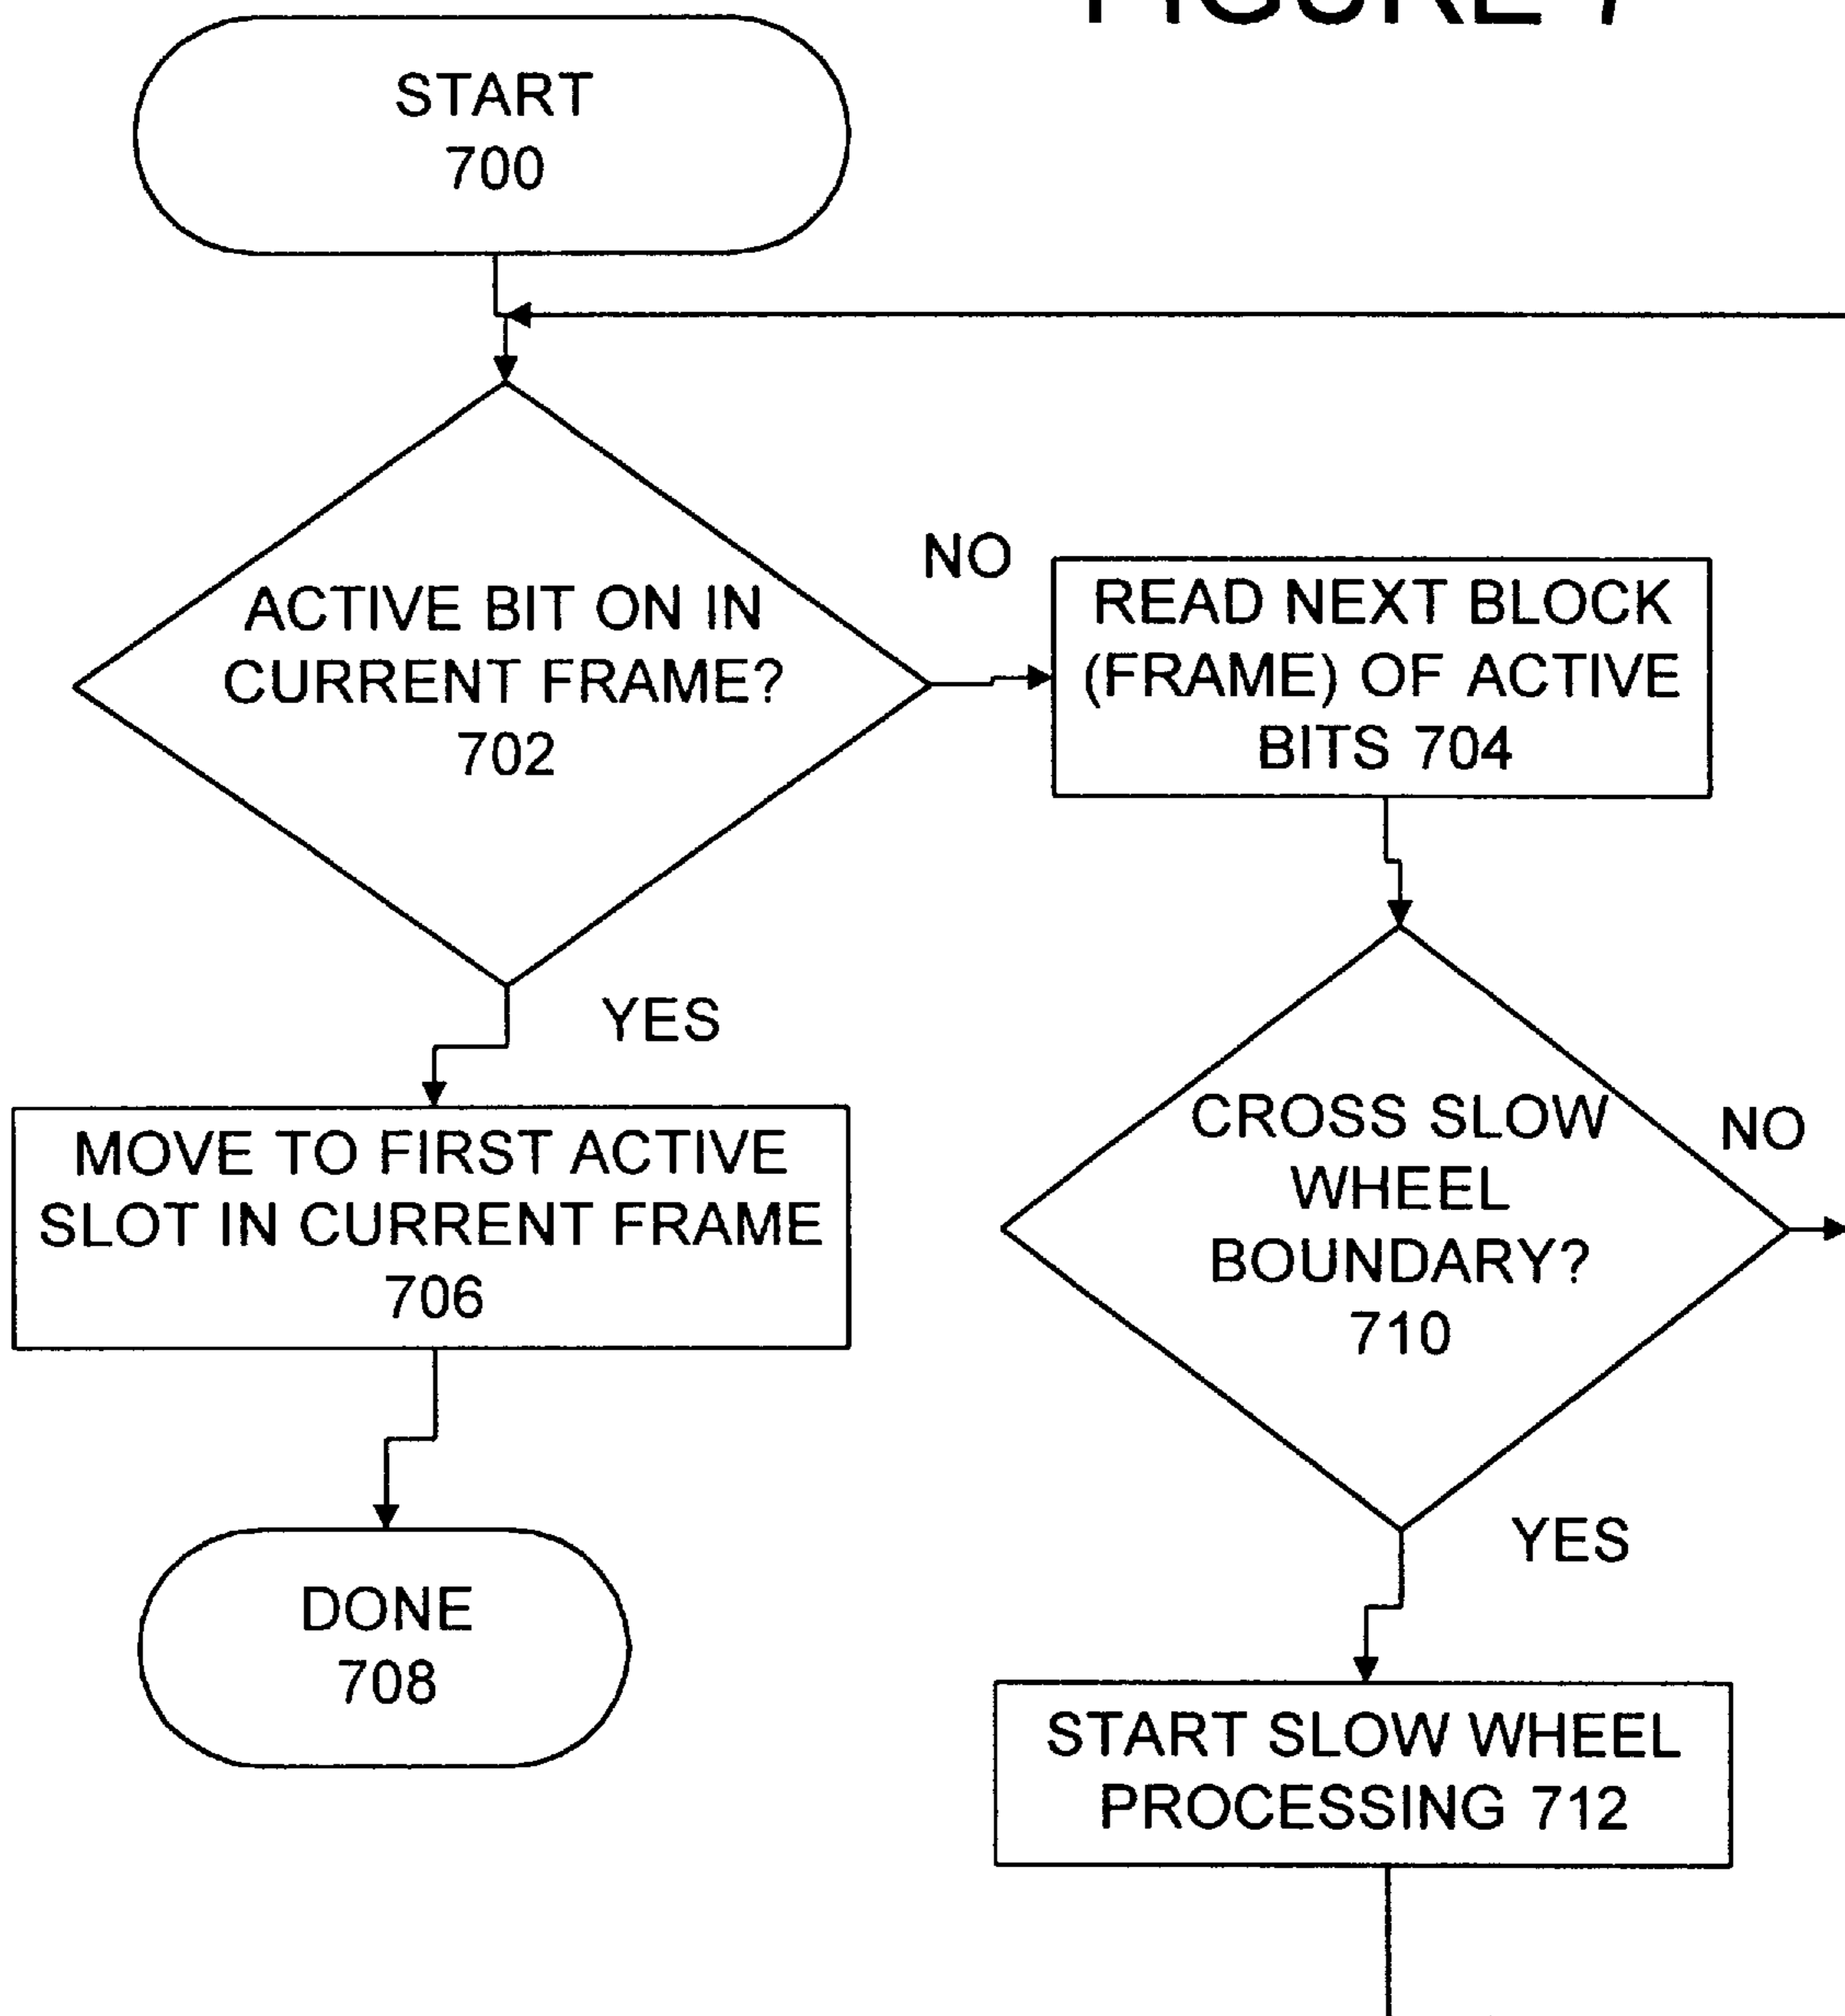 FIGURE 7
START
700
ACTIVE BIT ON IN
CURRENT FRAME?
702
NO
READ NEXT BLOCK
(FRAME) OF ACTIVE
BITS 704
YES
MOVE TO FIRST ACTIVE
SLOT IN CURRENT FRAME
706
DONE
708
CROSS SLOW
WHEEL
BOUNDARY?
710
NO
YES
START SLOW WHEEL
PROCESSING 712